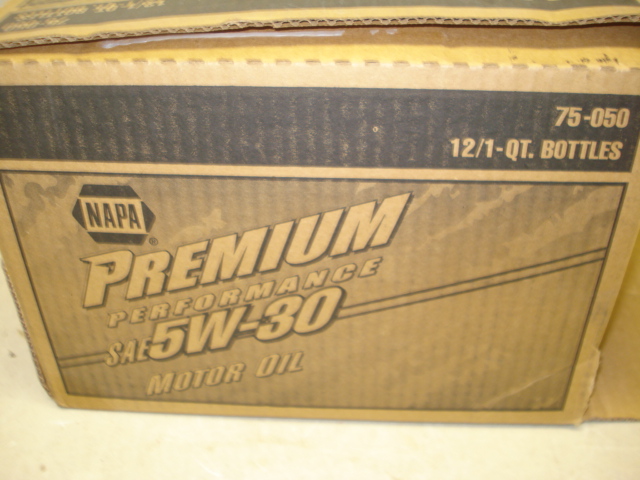 75-050
12/1-QT. BOTTLES
NAPA®
PREMIUM
PERFORMANCE
SAE 5W-30
MOTOR OIL